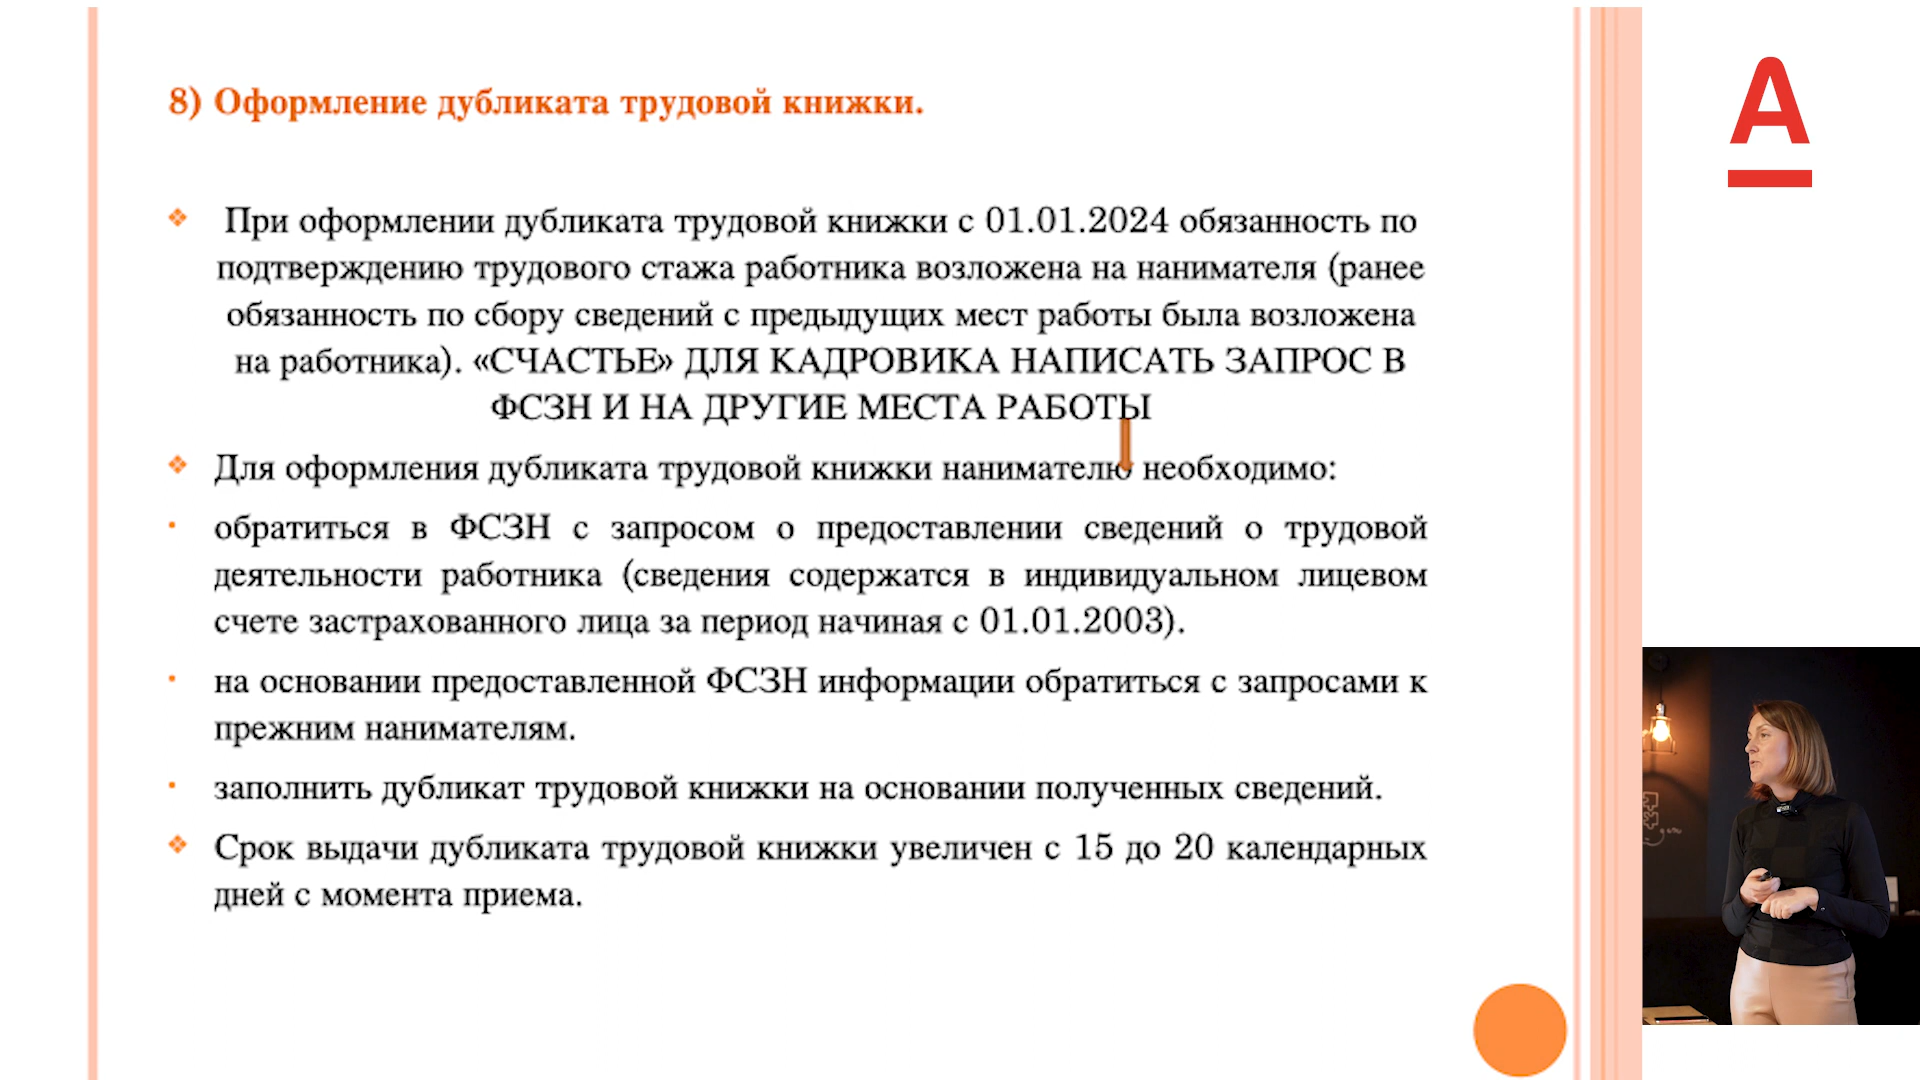 8) Оформление дубликата трудовой книжки.
При оформлении дубликата трудовой книжки с 01.01.2024 обязанность по
подтверждению трудового стажа работника возложена на нанимателя (ранее
обязанность по сбору сведений с предыдущих мест работы была возложена
на работника). «СЧАСТЬЕ» ДЛЯ КАДРОВИКА НАПИСАТЬ ЗАПРОС В
ФСЗН И НА ДРУГИЕ МЕСТА РАБОТЫ
Для оформления дубликата трудовой книжки нанимателю необходимо:
обратиться в ФСЗН с запросом о предоставлении сведений о трудовой
деятельности работника (сведения содержатся в индивидуальном лицевом
счете застрахованного лица за период начиная с 01.01.2003).
на основании предоставленной ФСЗН информации обратиться с запросами к
прежним нанимателям.
заполнить дубликат трудовой книжки на основании полученных сведений.
Срок выдачи дубликата трудовой книжки увеличен с 15 до 20 календарных
дней с момента приема.
А